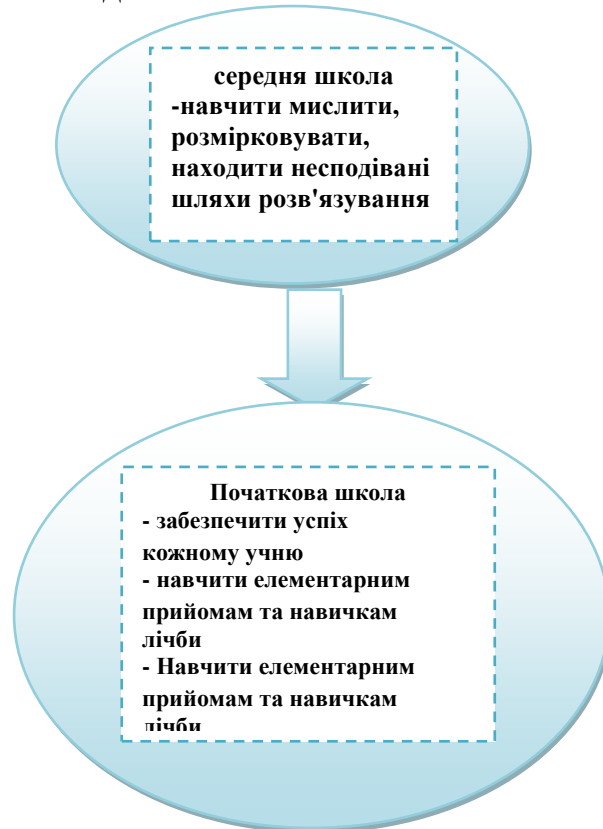 середня школа
-навчити мислити,
розмірковувати,
находити несподівані
шляхи розв'язування
Початкова школа
- забезпечити успіх
кожному учню
- навчити елементарним
прийомам та навичкам
лічби
- Навчити елементарним
прийомам та навичкам
лічби